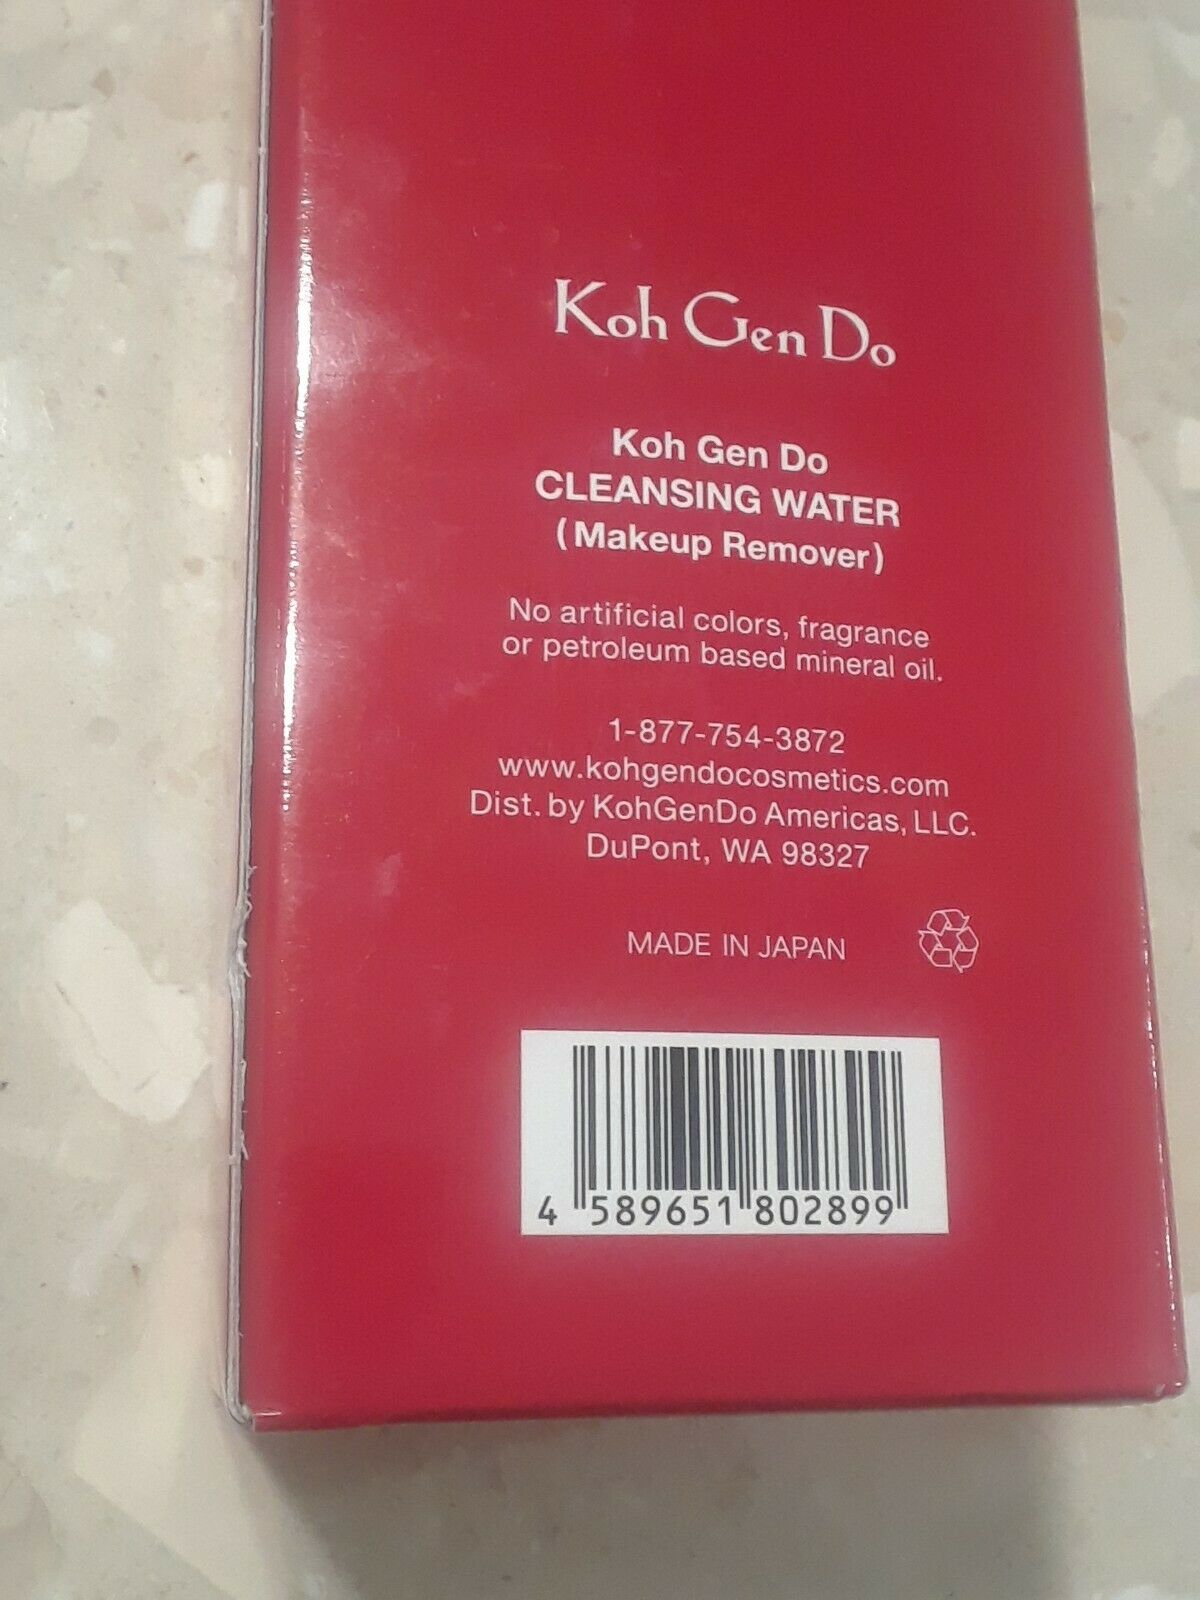 Koh Gen Do
Koh Gen Do
CLEANSING WATER
(Makeup Remover)
No artificial colors, fragrance
or petroleum based mineral oil.
1-877-754-3872
www.kohgendocosmetics.com
Dist. by KohGenDo Americas, LLC.
DuPont, WA 98327
MADE IN JAPAN
4 589651 802899